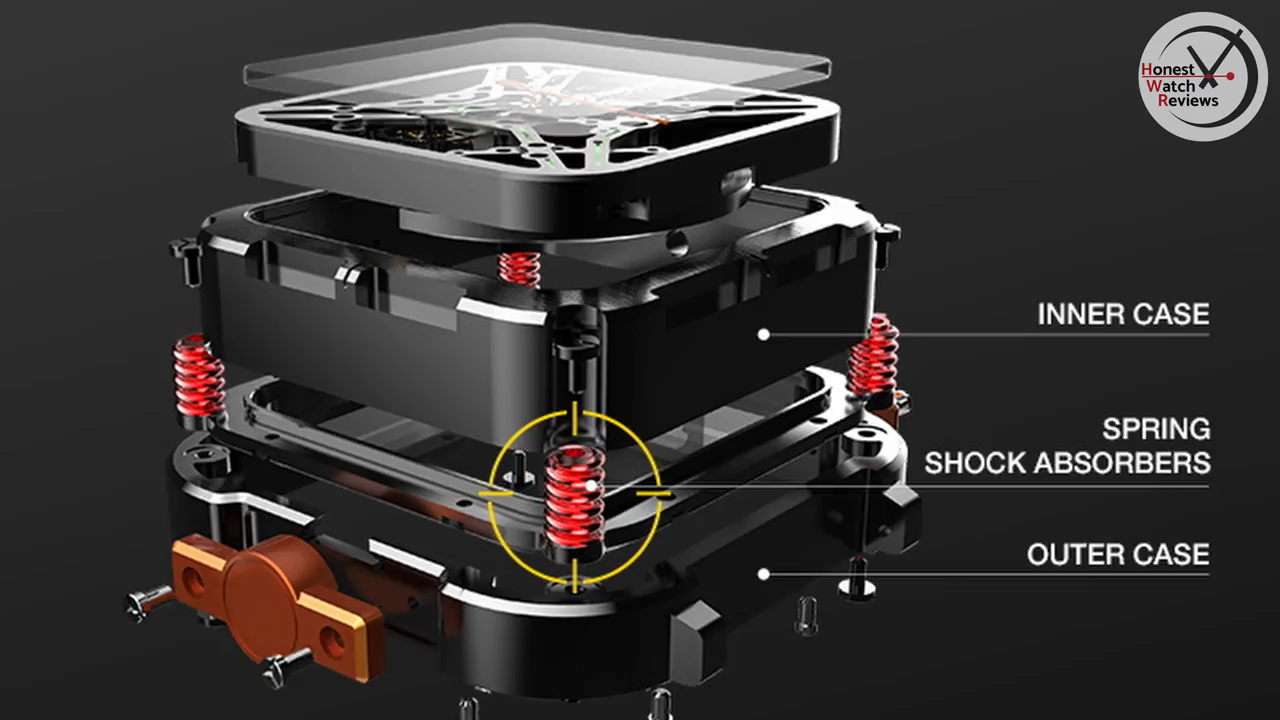 Honest
Watch
Reviews
INNER CASE
SPRING
SHOCK ABSORBERS
OUTER CASE